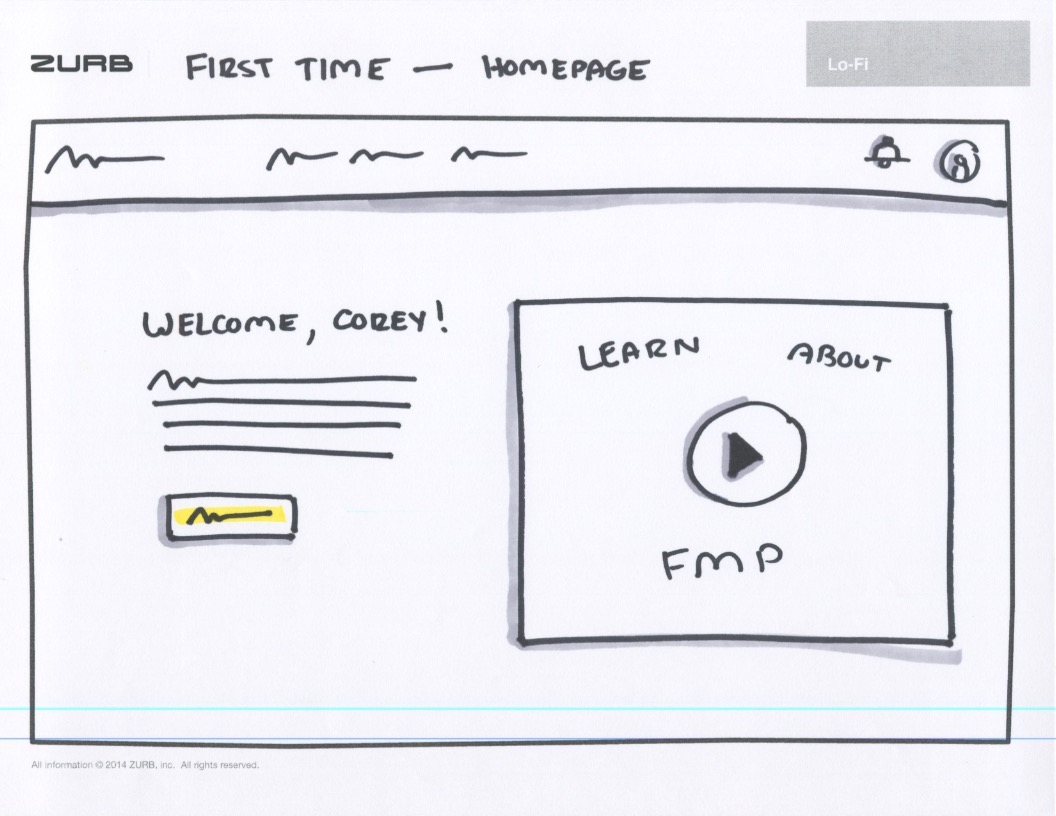 ZURB FIRST TIME — HOMEPAGE
Lo-Fi
WELCOME, COREY!
LEARN ABOUT
FMP
All information © 2014 ZURB, inc. All rights reserved.